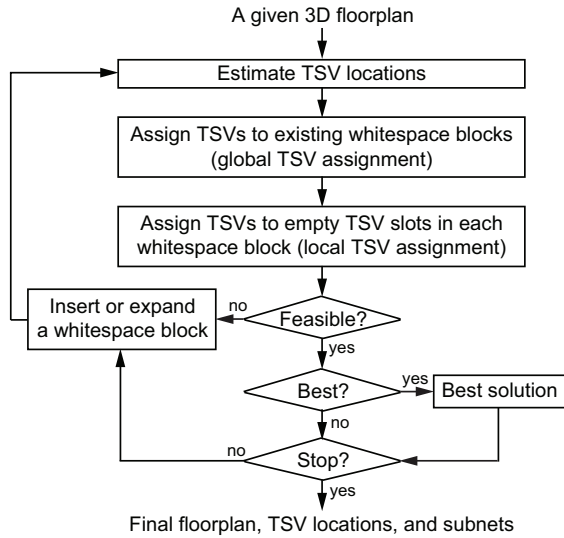 A given 3D floorplan
Estimate TSV locations
Assign TSVs to existing whitespace blocks
(global TSV assignment)
Assign TSVs to empty TSV slots in each
whitespace block (local TSV assignment)
Insert or expand
a whitespace block
no
Feasible?
yes
Best?
yes
Best solution
no
no
Stop?
yes
Final floorplan, TSV locations, and subnets